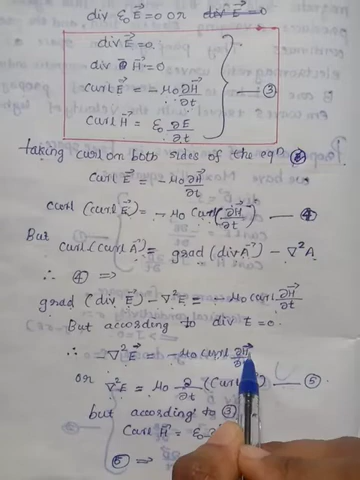 div ε₀E⃗ = 0 or div E⃗ = 0
div E⃗ = 0.
div H⃗ = 0
curl E⃗ = - μ₀ ∂H⃗/∂t
curl H⃗ = ε₀ ∂E/∂t — ③
taking curl on both sides of the eqn ③
curl E⃗ = - μ₀ ∂H⃗/∂t
curl (curl E⃗) = - μ₀ curl (∂H⃗/∂t) — ④
But
curl (curl A⃗) = grad (div A⃗) - ∇²A
∴ ④ ⇒
grad (div E⃗) - ∇²E = - μ₀ curl ∂H⃗/∂t
But according to div t = 0.
∴ ∇²E⃗ = - μ₀ curl ∂H⃗/∂t
or ∇²E = μ₀ ∂/∂t (curl — ⑤
but according to ③
curl H⃗ = ε₀
⑤ ⇒